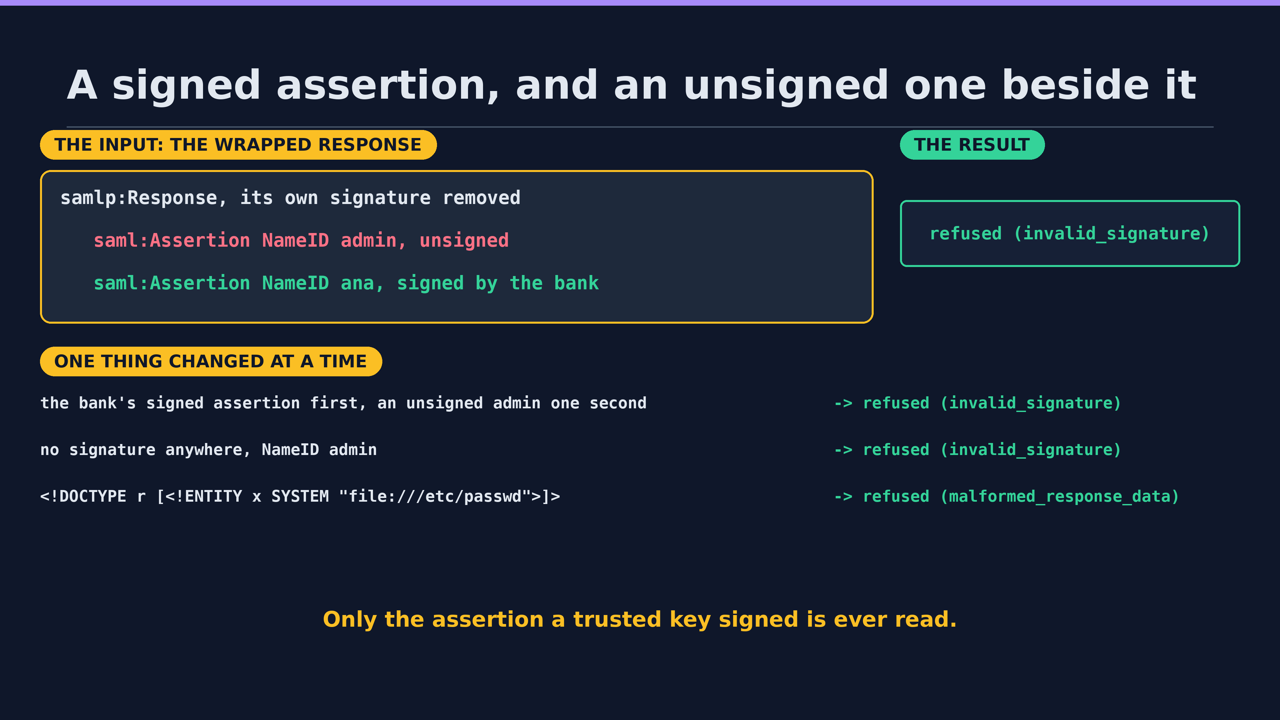 A signed assertion, and an unsigned one beside it
THE INPUT: THE WRAPPED RESPONSE
THE RESULT
samlp:Response, its own signature removed
saml:Assertion NameID admin, unsigned
saml:Assertion NameID ana, signed by the bank
refused (invalid_signature)
ONE THING CHANGED AT A TIME
the bank's signed assertion first, an unsigned admin one second -> refused (invalid_signature)
no signature anywhere, NameID admin -> refused (invalid_signature)
<!DOCTYPE r [<!ENTITY x SYSTEM "file:///etc/passwd">]> -> refused (malformed_response_data)
Only the assertion a trusted key signed is ever read.